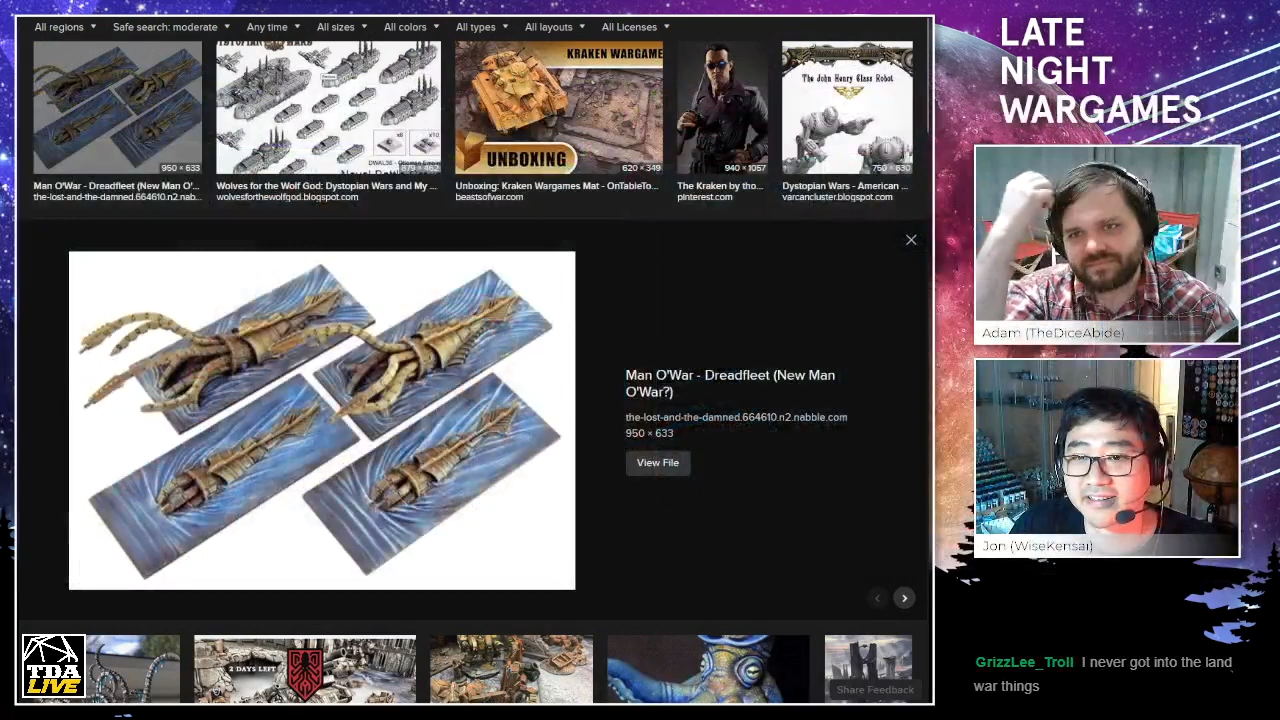 All regions Safe search: moderate Any time All sizes All colors All types All layouts All Licenses
KRAKEN WARGAME
The John Henry Class Robot
UNBOXING
950 × 633
620 × 349
940 × 1057
750 × 630
Man O'War - Dreadfleet (New Man O'...
the-lost-and-the-damned.664610.n2.nab...
Wolves for the Wolf God: Dystopian Wars and My ...
wolvesforthewolfgod.blogspot.com
Unboxing: Kraken Wargames Mat - OnTableTo...
beastsofwar.com
The Kraken by tho...
pinterest.com
Dystopian Wars - American ...
varcancluster.blogspot.com
Man O'War - Dreadfleet (New Man
O'War?)
the-lost-and-the-damned.664610.n2.nabble.com
950 × 633
View File
2 DAYS LEFT
Share Feedback
TDA
LIVE
LATE
NIGHT
WARGAMES
Adam (TheDiceAbide)
Jon (WiseKensai)
GrizzLee_Troll I never got into the land
war things